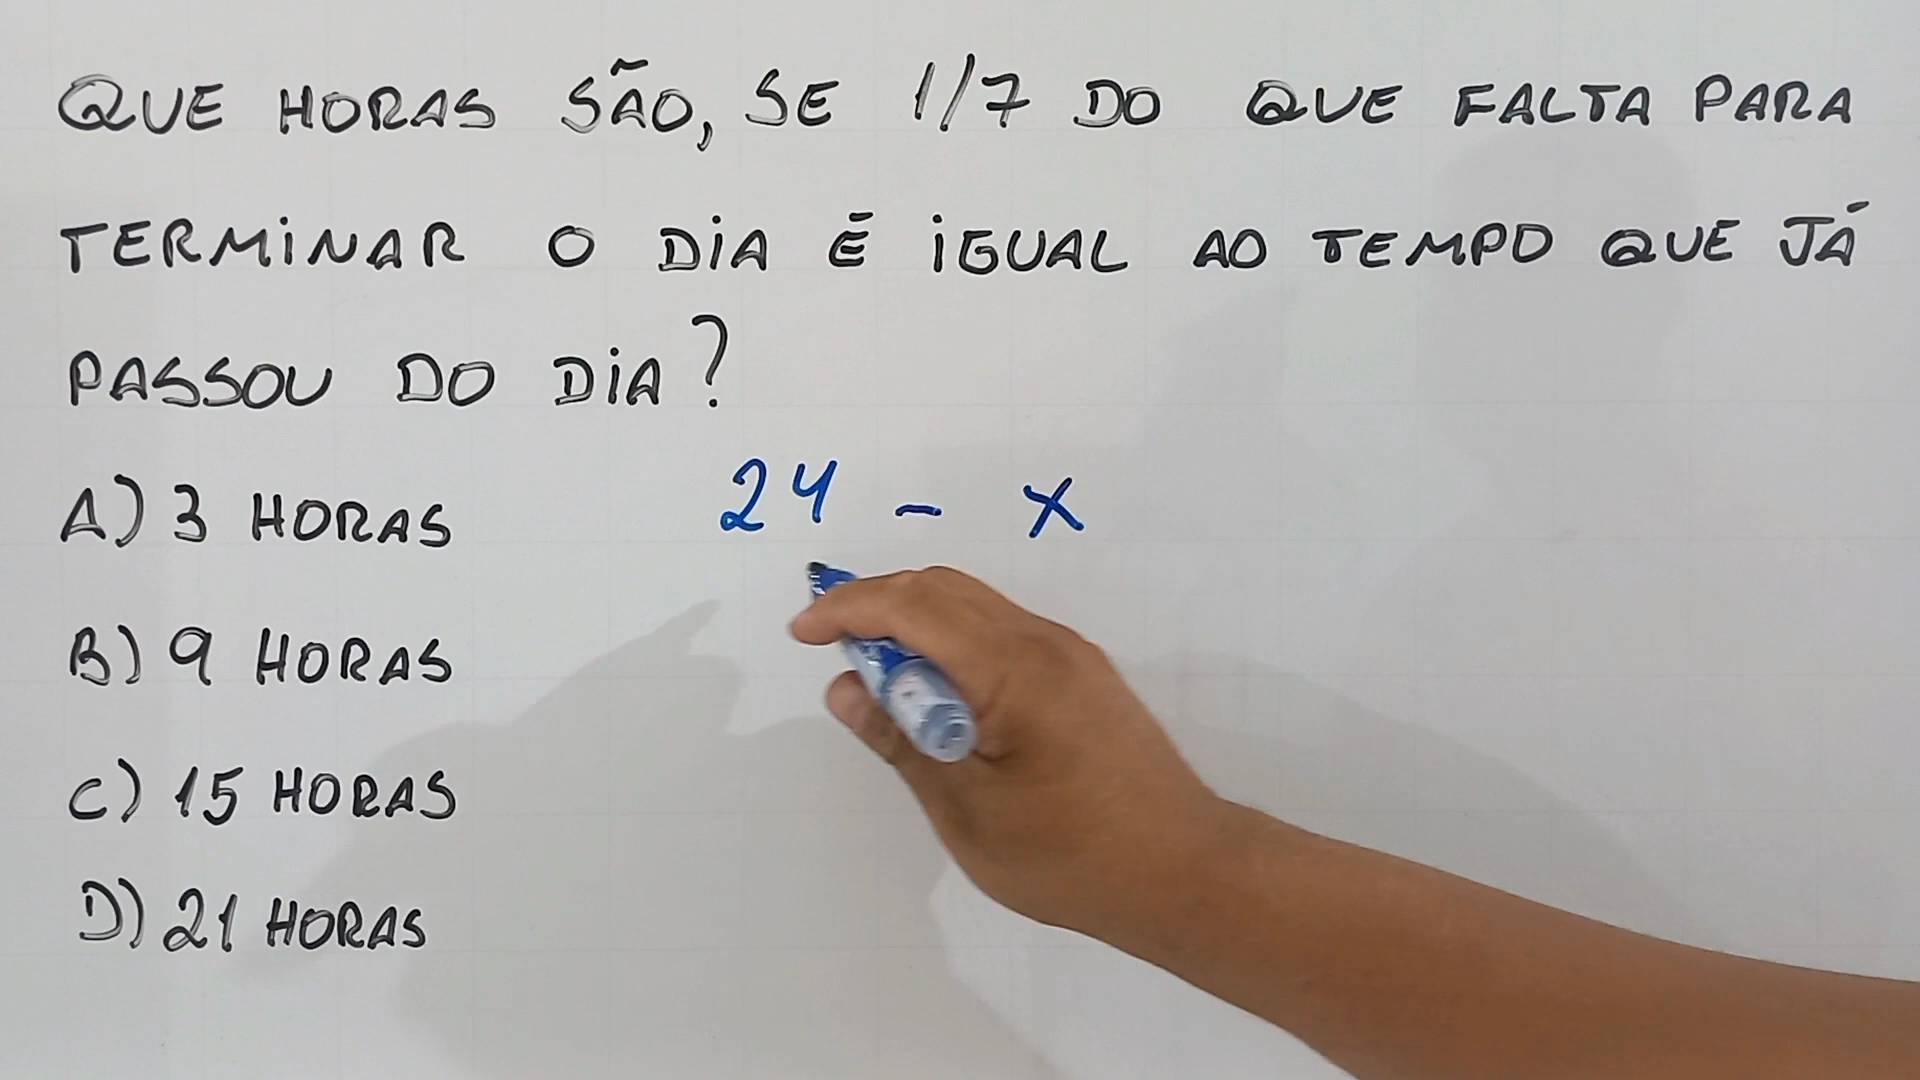 QUE HORAS SÃO, SE 1/7 DO QUE FALTA PARA
TERMINAR O DIA É IGUAL AO TEMPO QUE JÁ
PASSOU DO DIA?
A) 3 HORAS
24 - X
B) 9 HORAS
C) 15 HORAS
D) 21 HORAS